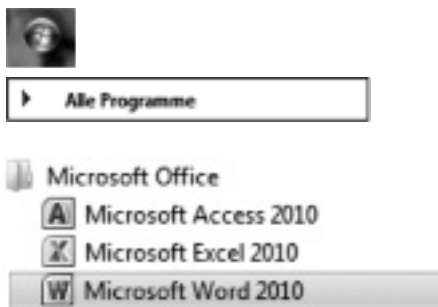 Alle Programme
Microsoft Office
Microsoft Access 2010
Microsoft Excel 2010
Microsoft Word 2010